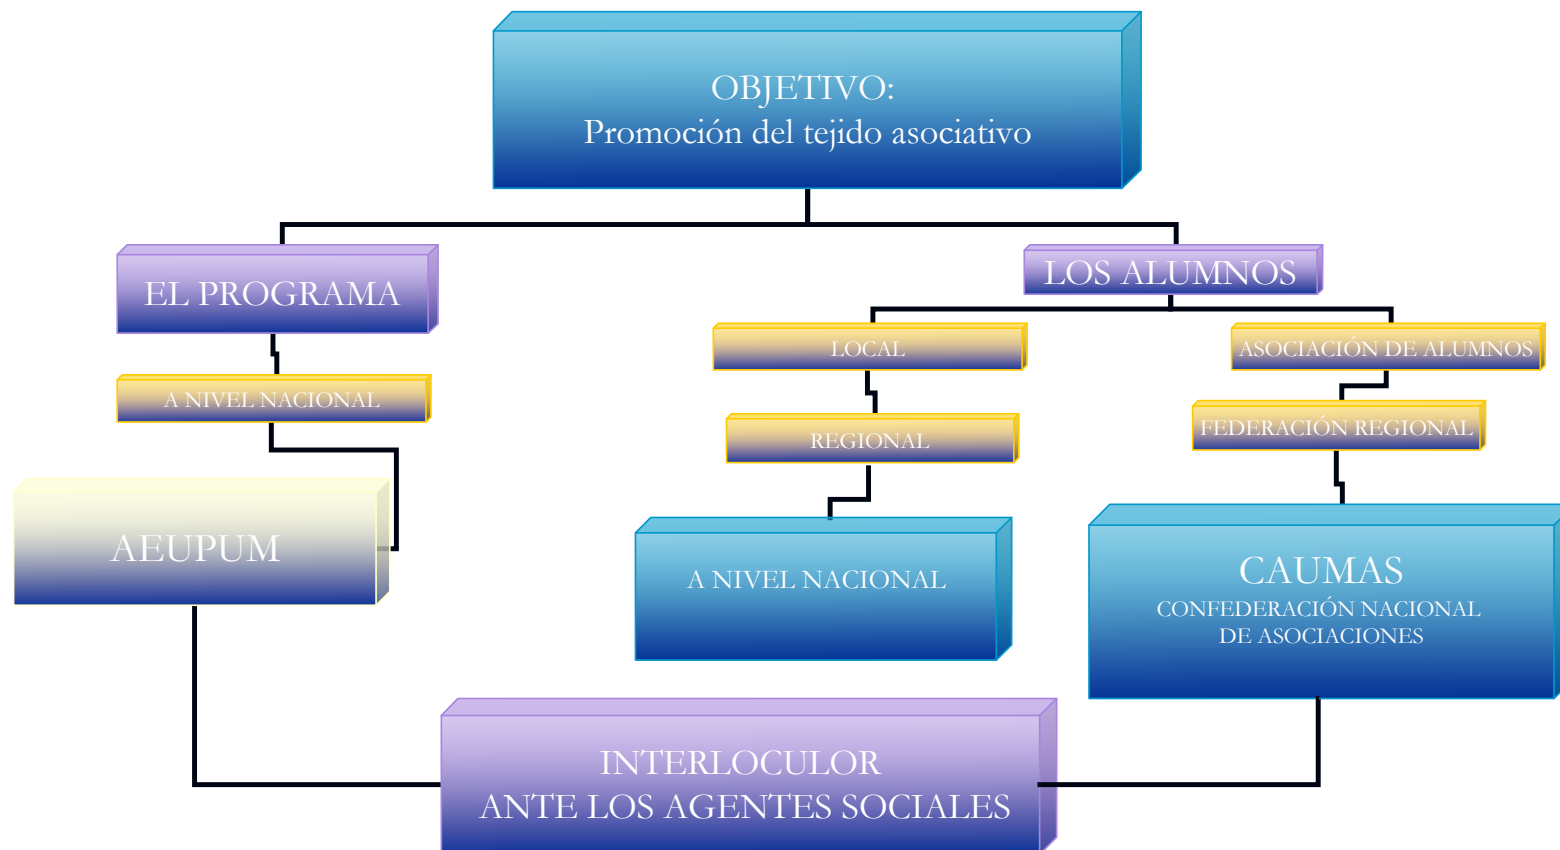 OBJETIVO:
Promoción del tejido asociativo
EL PROGRAMA
LOS ALUMNOS
LOCAL
ASOCIACIÓN DE ALUMNOS
A NIVEL NACIONAL
REGIONAL
FEDERACIÓN REGIONAL
AEUPUM
A NIVEL NACIONAL
CAUMAS
CONFEDERACIÓN NACIONAL
DE ASOCIACIONES
INTERLOCULOR
ANTE LOS AGENTES SOCIALES